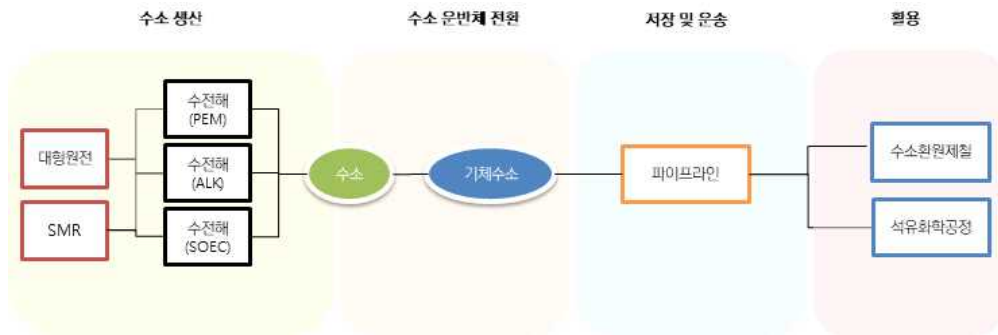 수소 생산
수소 운반체 전환
저장 및 운송
활용
대형원전
SMR
수전해
(PEM)
수전해
(ALK)
수전해
(SOEC)
수소
기체수소
파이프라인
수소환원제철
석유화학공정